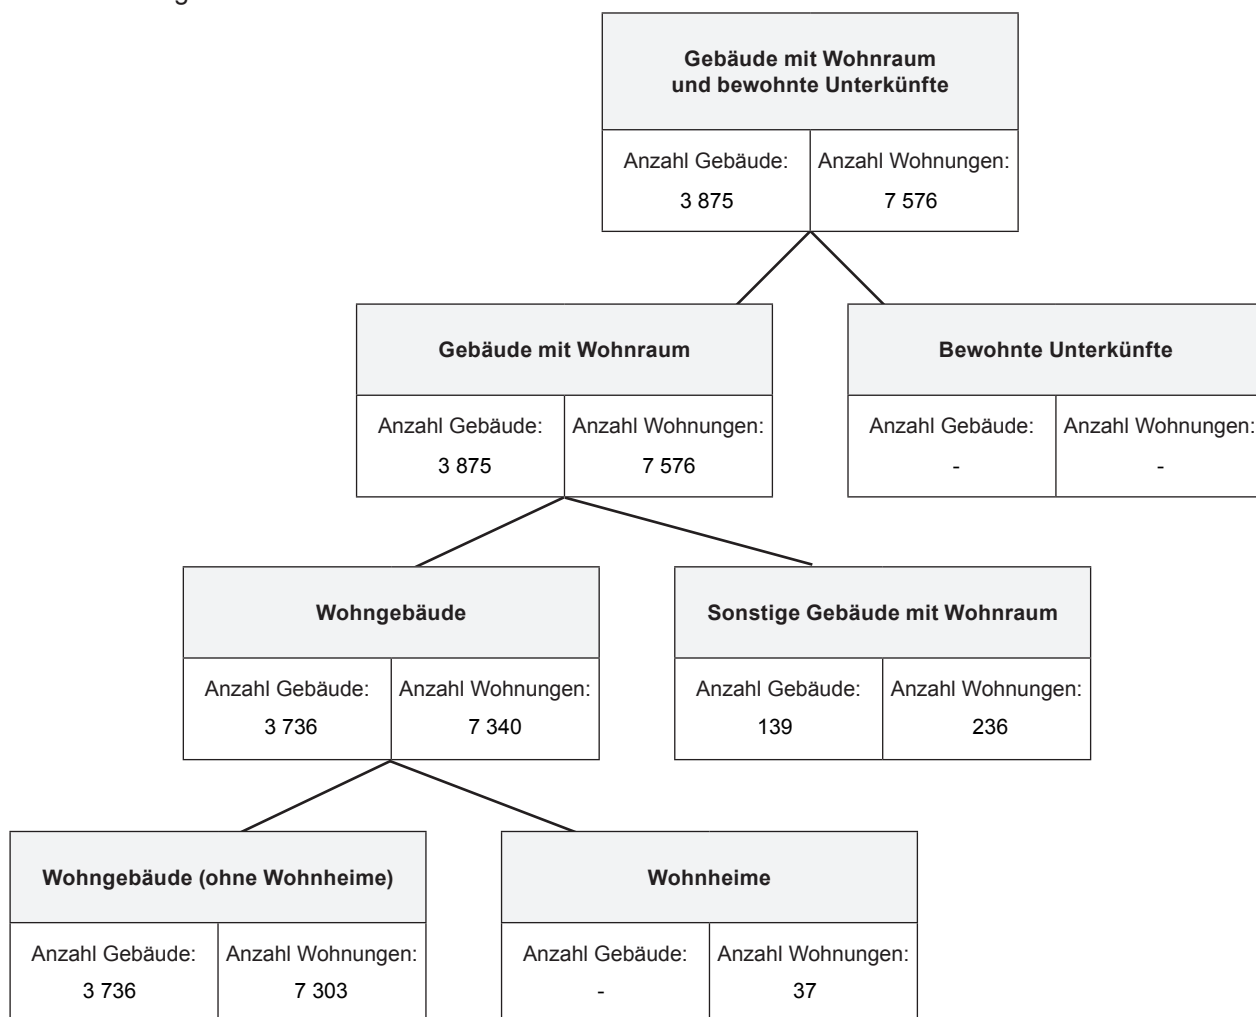 Gebäude mit Wohnraum
und bewohnte Unterkünfte
Anzahl Gebäude: Anzahl Wohnungen:
3 875 7 576
Gebäude mit Wohnraum
Anzahl Gebäude: Anzahl Wohnungen:
3 875 7 576
Bewohnte Unterkünfte
Anzahl Gebäude: Anzahl Wohnungen:
- -
Wohngebäude
Anzahl Gebäude: Anzahl Wohnungen:
3 736 7 340
Sonstige Gebäude mit Wohnraum
Anzahl Gebäude: Anzahl Wohnungen:
139 236
Wohngebäude (ohne Wohnheime)
Anzahl Gebäude: Anzahl Wohnungen:
3 736 7 303
Wohnheime
Anzahl Gebäude: Anzahl Wohnungen:
- 37